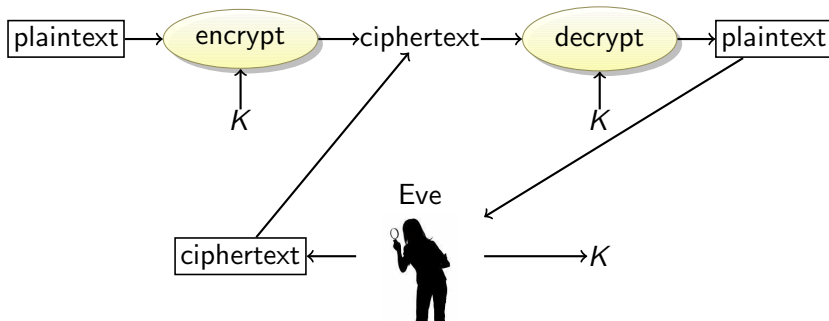 plaintext encrypt ciphertext decrypt plaintext
K K
Eve
ciphertext K